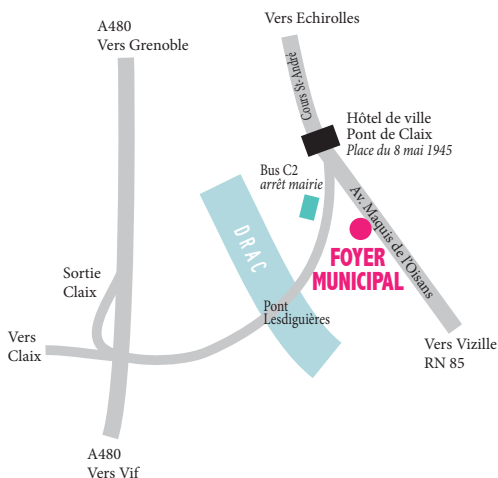 Vers Echirolles
A480
Vers Grenoble
Cours St-André
Hôtel de ville
Pont de Claix
Place du 8 mai 1945
Bus C2
arrêt mairie
Av. Maquis de l'Oisans
DRAC
FOYER
MUNICIPAL
Sortie
Claix
Pont
Lesdiguières
Vers
Claix
Vers Vizille
RN 85
A480
Vers Vif